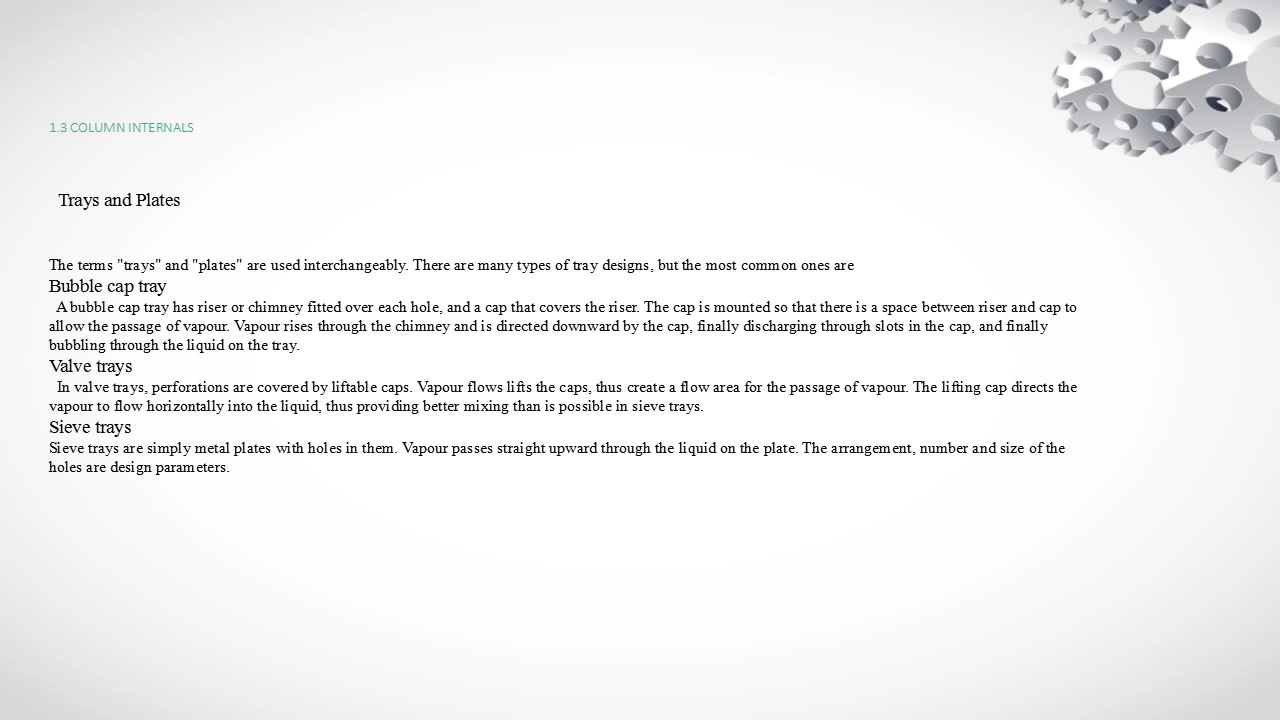 1.3 COLUMN INTERNALS
Trays and Plates
The terms "trays" and "plates" are used interchangeably. There are many types of tray designs, but the most common ones are
Bubble cap tray
A bubble cap tray has riser or chimney fitted over each hole, and a cap that covers the riser. The cap is mounted so that there is a space between riser and cap to
allow the passage of vapour. Vapour rises through the chimney and is directed downward by the cap, finally discharging through slots in the cap, and finally
bubbling through the liquid on the tray.
Valve trays
In valve trays, perforations are covered by liftable caps. Vapour flows lifts the caps, thus create a flow area for the passage of vapour. The lifting cap directs the
vapour to flow horizontally into the liquid, thus providing better mixing than is possible in sieve trays.
Sieve trays
Sieve trays are simply metal plates with holes in them. Vapour passes straight upward through the liquid on the plate. The arrangement, number and size of the
holes are design parameters.